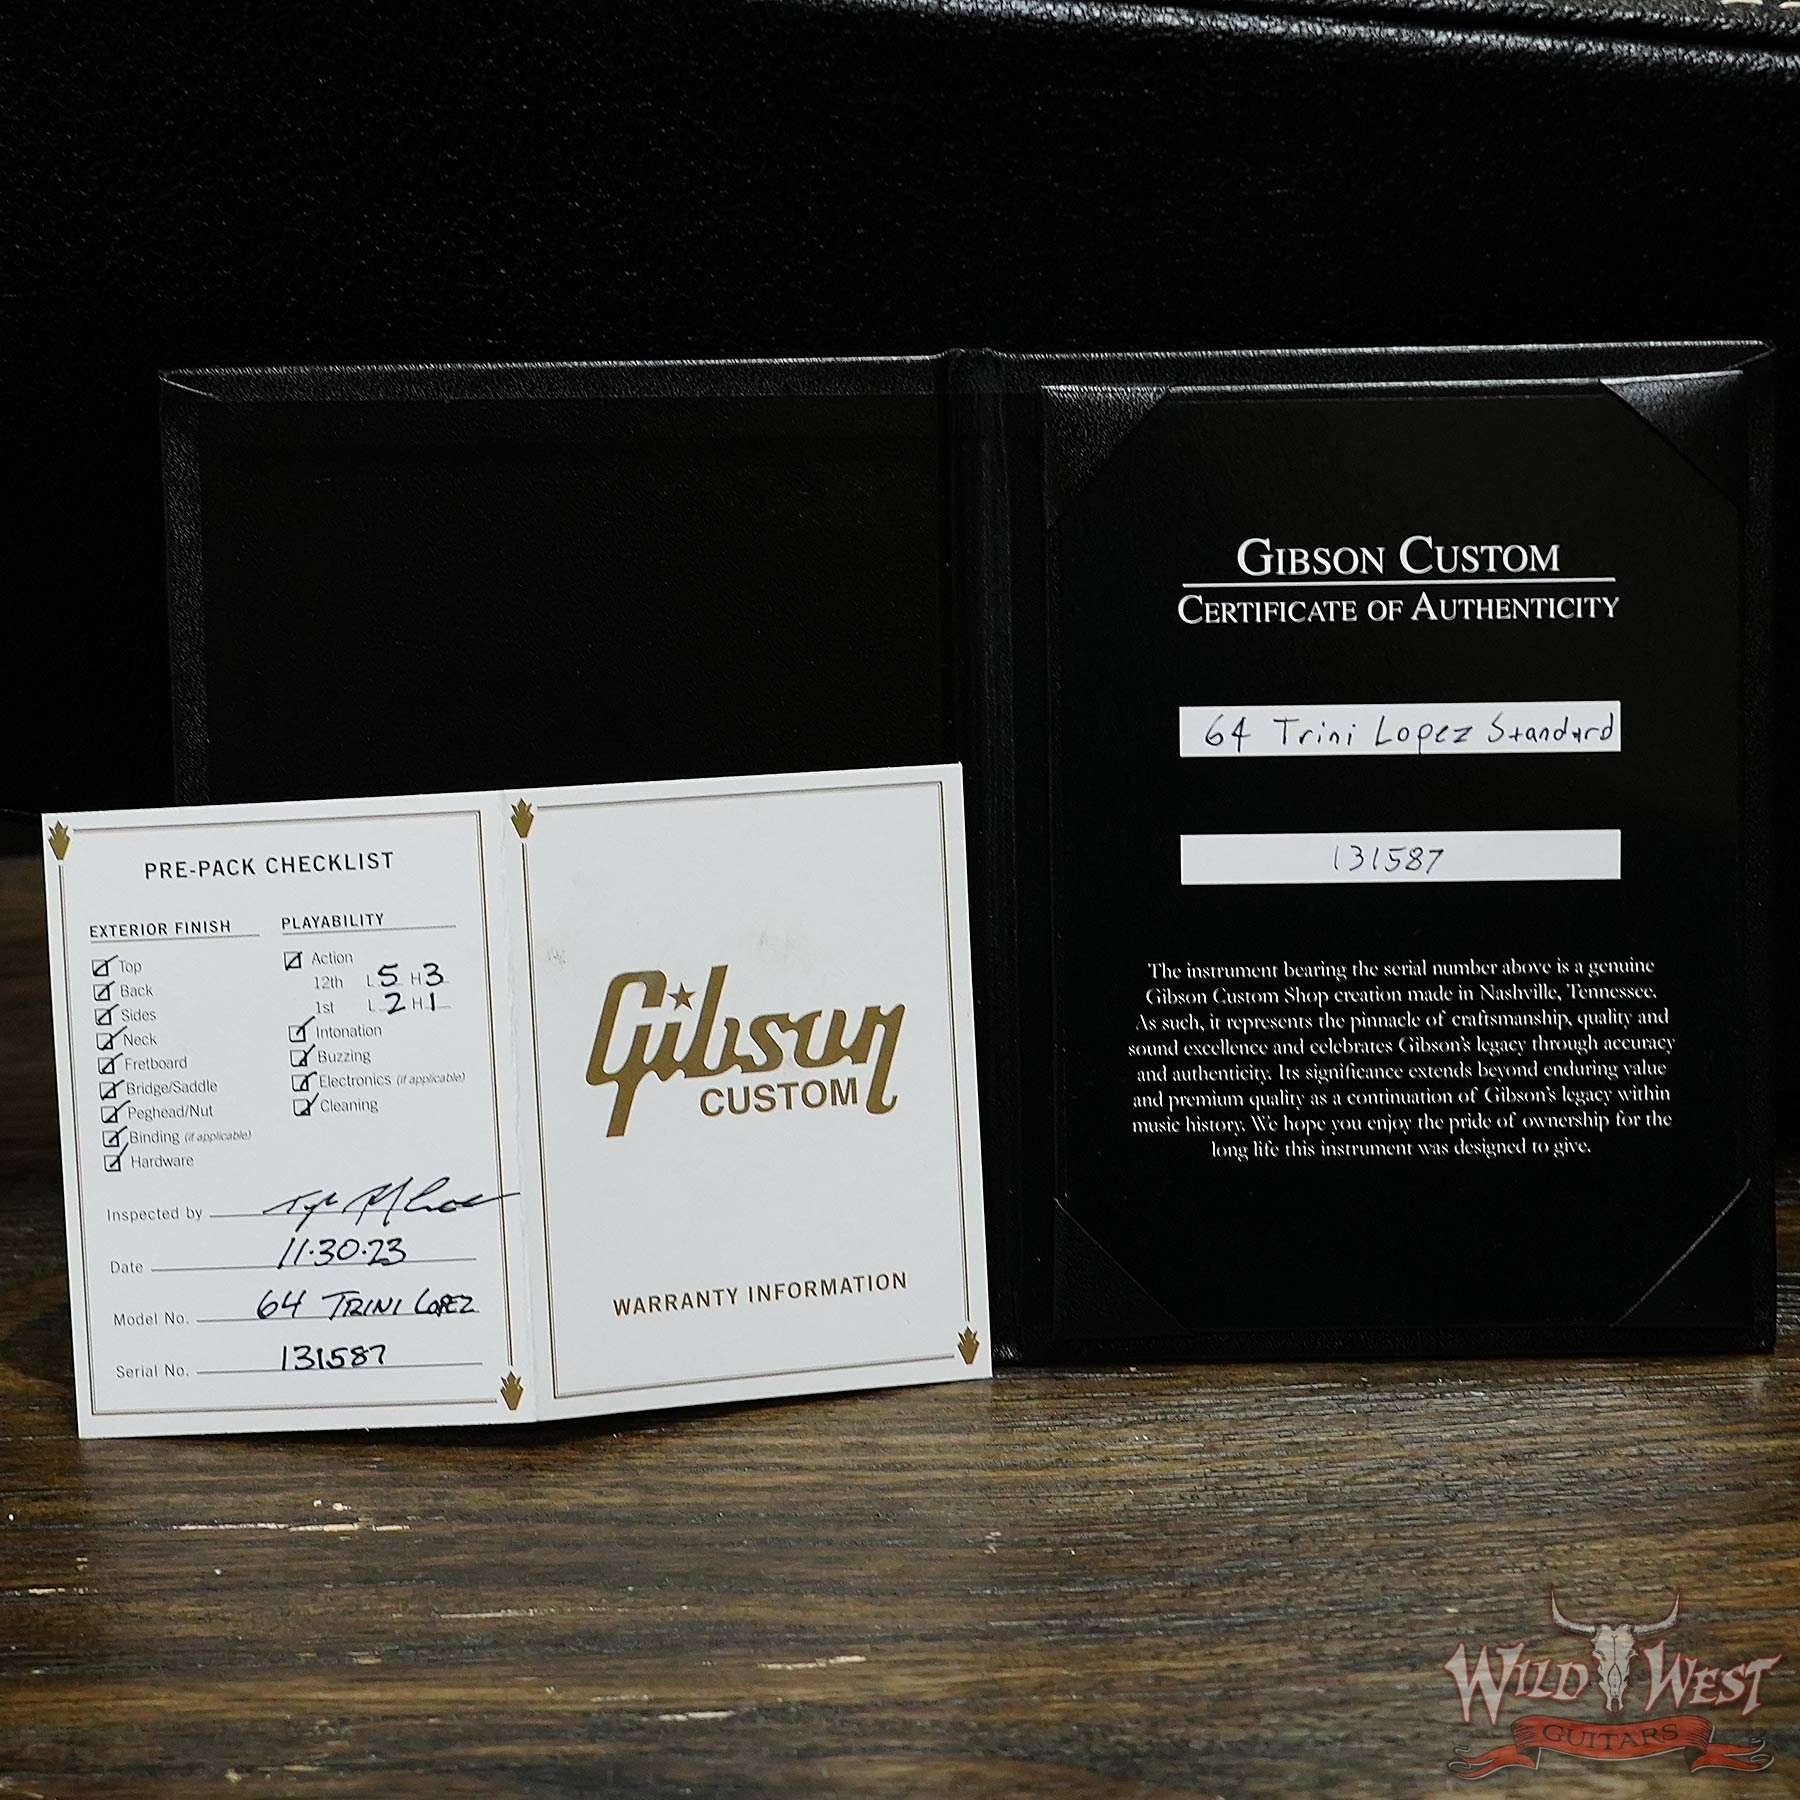 PRE-PACK CHECKLIST
EXTERIOR FINISH
Top
Back
Sides
Neck
Fretboard
Bridge/Saddle
Peghead/Nut
Binding (if applicable)
Hardware
PLAYABILITY
Action
12th L 5 H 3
1st L 2 H 1
Intonation
Buzzing
Electronics (if applicable)
Cleaning
Inspected by
Date 11·30·23
Model No. 64 TRINI LOPEZ
Serial No. 131587
Gibson
CUSTOM
WARRANTY INFORMATION
GIBSON CUSTOM
CERTIFICATE OF AUTHENTICITY
64 Trini Lopez Standard
131587
The instrument bearing the serial number above is a genuine
Gibson Custom Shop creation made in Nashville, Tennessee.
As such, it represents the pinnacle of craftsmanship, quality and
sound excellence and celebrates Gibson's legacy through accuracy
and authenticity. Its significance extends beyond enduring value
and premium quality as a continuation of Gibson's legacy within
music history. We hope you enjoy the pride of ownership for the
long life this instrument was designed to give.
WILD WEST
GUITARS